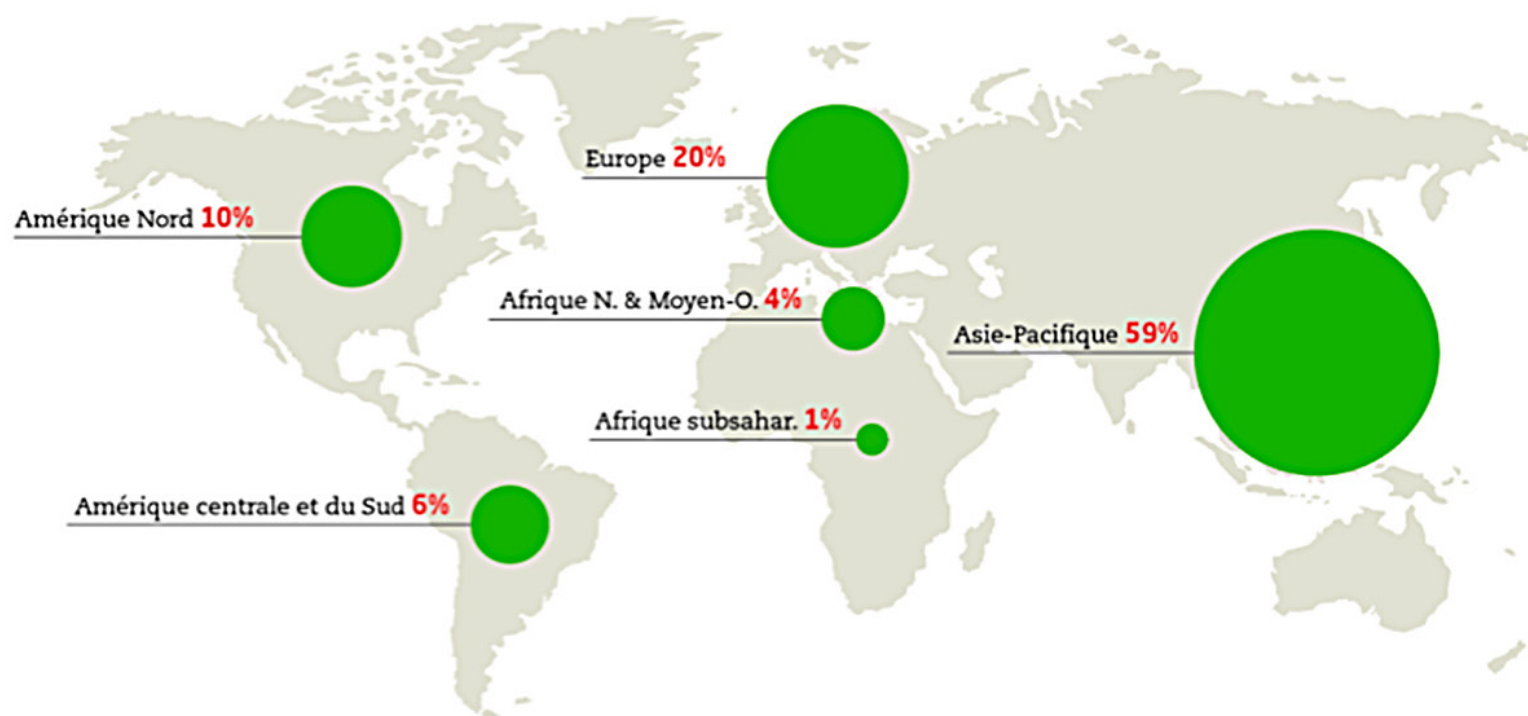 Europe 20%
Amérique Nord 10%
Afrique N. & Moyen-O. 4%
Asie-Pacifique 59%
Afrique subsahar. 1%
Amérique centrale et du Sud 6%